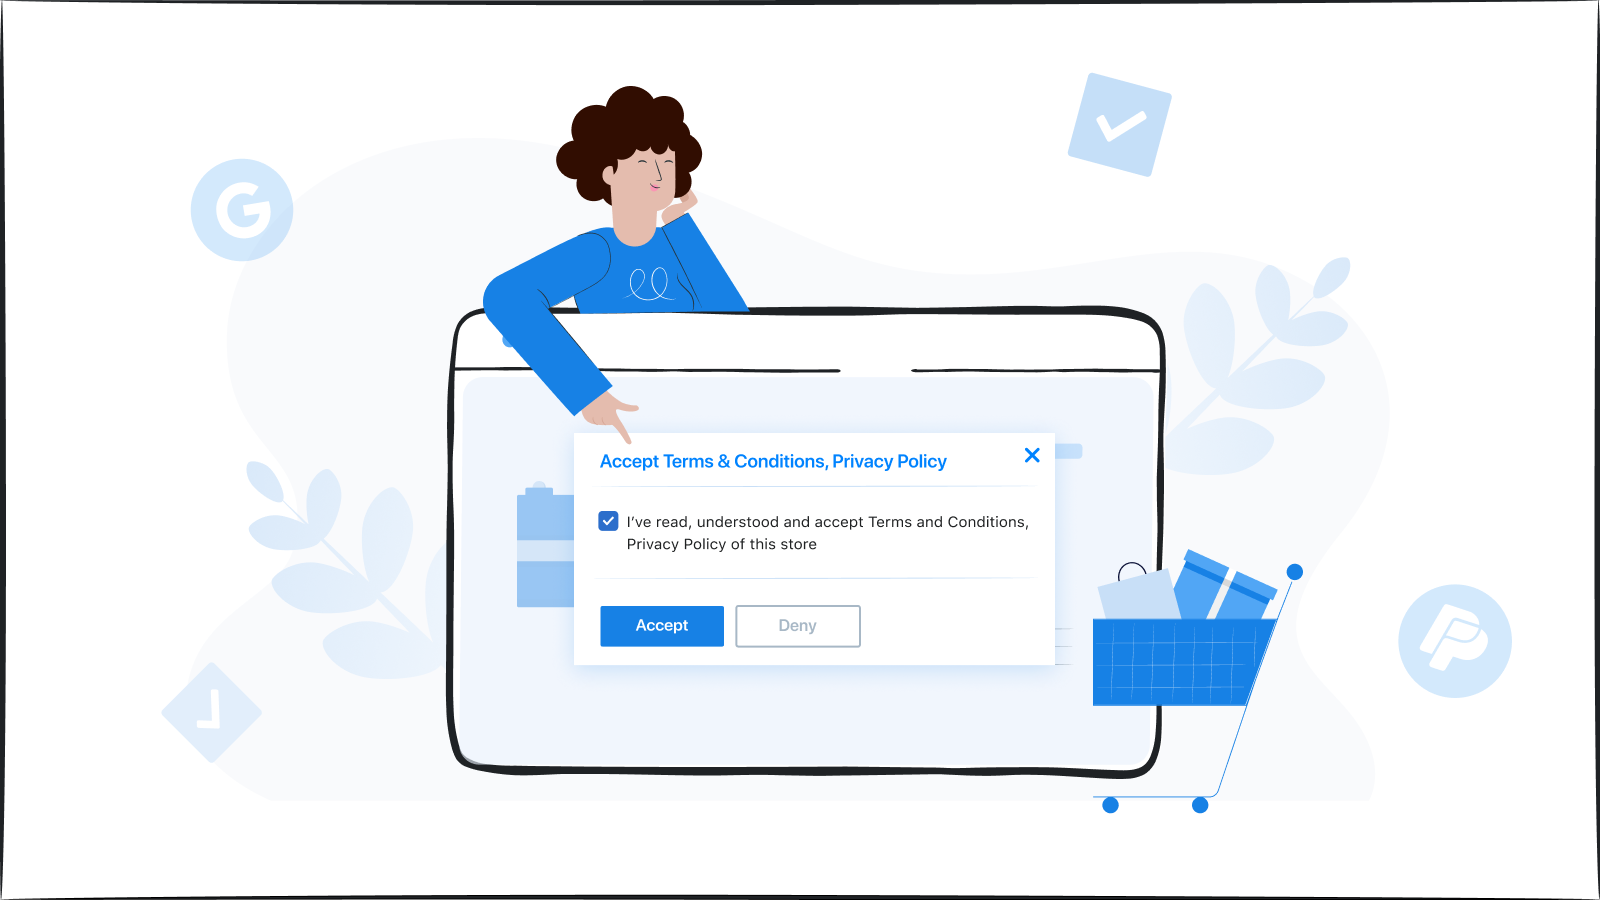 G
Accept Terms & Conditions, Privacy Policy
I’ve read, understood and accept Terms and Conditions,
Privacy Policy of this store
Accept
Deny
P